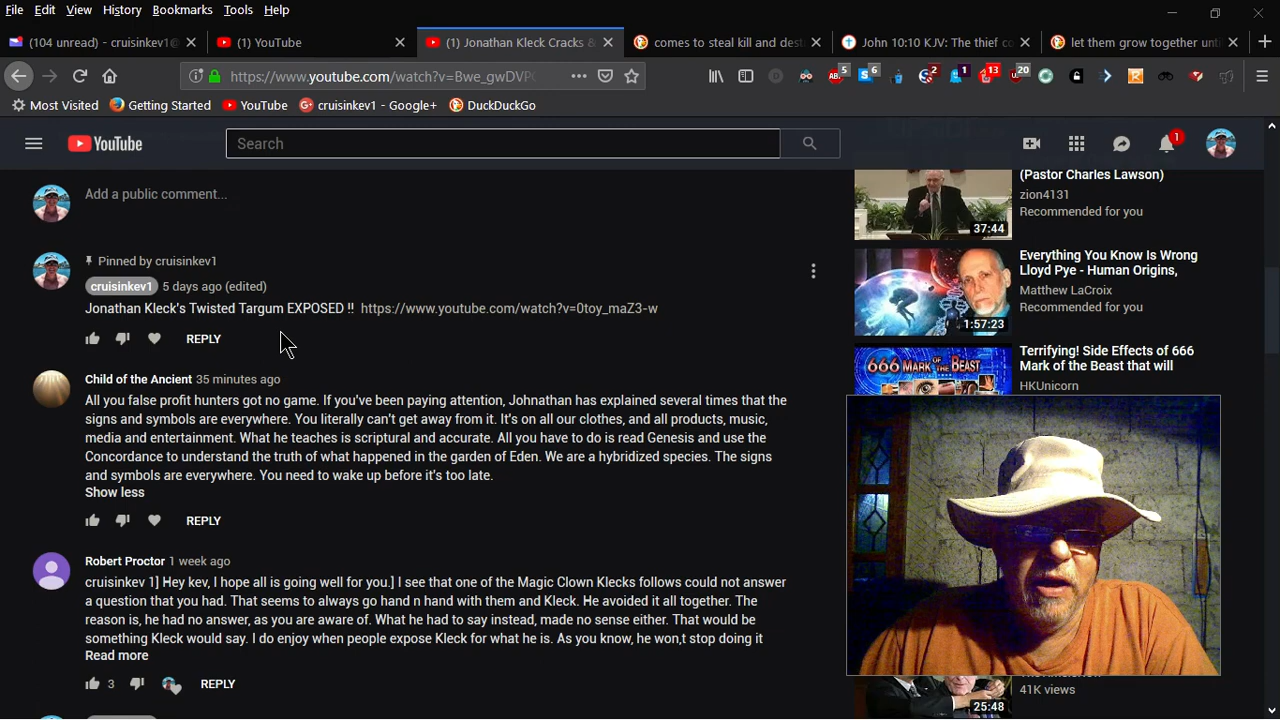 File Edit View History Bookmarks Tools Help
(104 unread) - cruisinkev1@
(1) YouTube
(1) Jonathan Kleck Cracks &
comes to steal kill and dest
John 10:10 KJV: The thief co
let them grow together unti
https://www.youtube.com/watch?v=Bwe_gwDVP
5 6 2 1 13 20
Most Visited Getting Started YouTube cruisinkev1 - Google+ DuckDuckGo
YouTube
Search
1
Add a public comment...
Pinned by cruisinkev1
cruisinkev1 5 days ago (edited)
Jonathan Kleck's Twisted Targum EXPOSED !! https://www.youtube.com/watch?v=0toy_maZ3-w
REPLY
Child of the Ancient 35 minutes ago
All you false profit hunters got no game. If you've been paying attention, Johnathan has explained several times that the
signs and symbols are everywhere. You literally can't get away from it. It's on all our clothes, and all products, music,
media and entertainment. What he teaches is scriptural and accurate. All you have to do is read Genesis and use the
Concordance to understand the truth of what happened in the garden of Eden. We are a hybridized species. The signs
and symbols are everywhere. You need to wake up before it's too late.
Show less
REPLY
Robert Proctor 1 week ago
cruisinkev 1] Hey kev, I hope all is going well for you.] I see that one of the Magic Clown Klecks follows could not answer
a question that you had. That seems to always go hand n hand with them and Kleck. He avoided it all together. The
reason is, he had no answer, as you are aware of. What he had to say instead, made no sense either. That would be
something Kleck would say. I do enjoy when people expose Kleck for what he is. As you know, he won,t stop doing it
Read more
3 REPLY
(Pastor Charles Lawson)
zion4131
Recommended for you
37:44
Everything You Know Is Wrong
Lloyd Pye - Human Origins,
Matthew LaCroix
Recommended for you
1:57:23
Terrifying! Side Effects of 666
Mark of the Beast that will
HKUnicorn
666 MARK OF THE BEAST
41K views
25:48